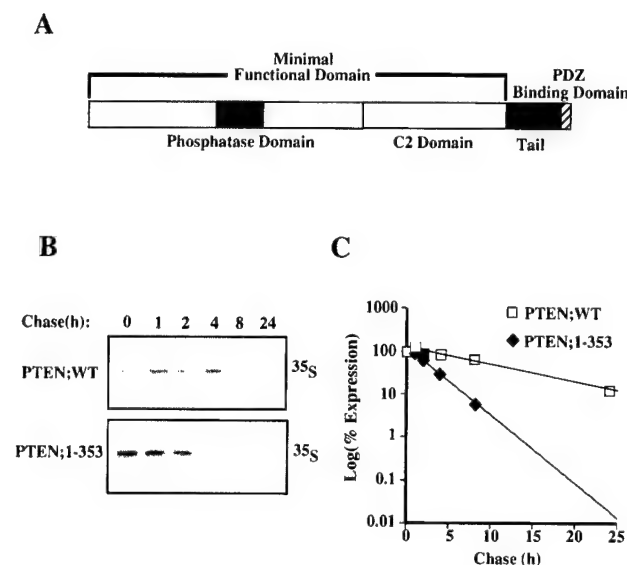 A
Minimal
Functional Domain
PDZ
Binding Domain
Phosphatase Domain
C2 Domain
Tail
B
Chase(h): 0 1 2 4 8 24
PTEN;WT
35S
PTEN;1-353
35S
C
Log(% Expression)
1000
100
10
1
0.1
0.01
0 5 10 15 20 25
Chase (h)
PTEN;WT
PTEN;1-353